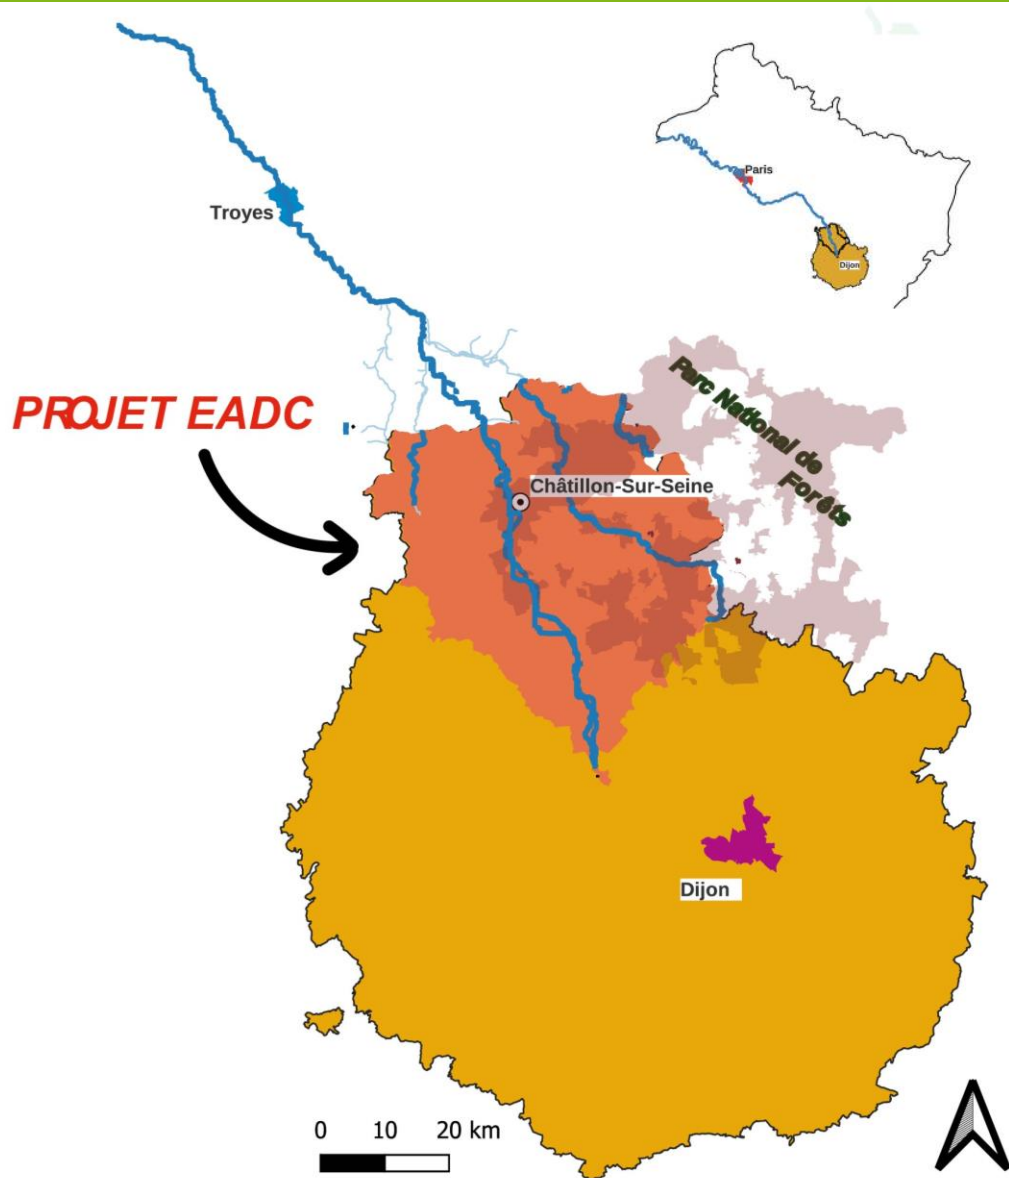 Paris
Dijon
Troyes
Parc National de
Forêts
PROJET EADC
Châtillon-Sur-Seine
Dijon
0 10 20 km